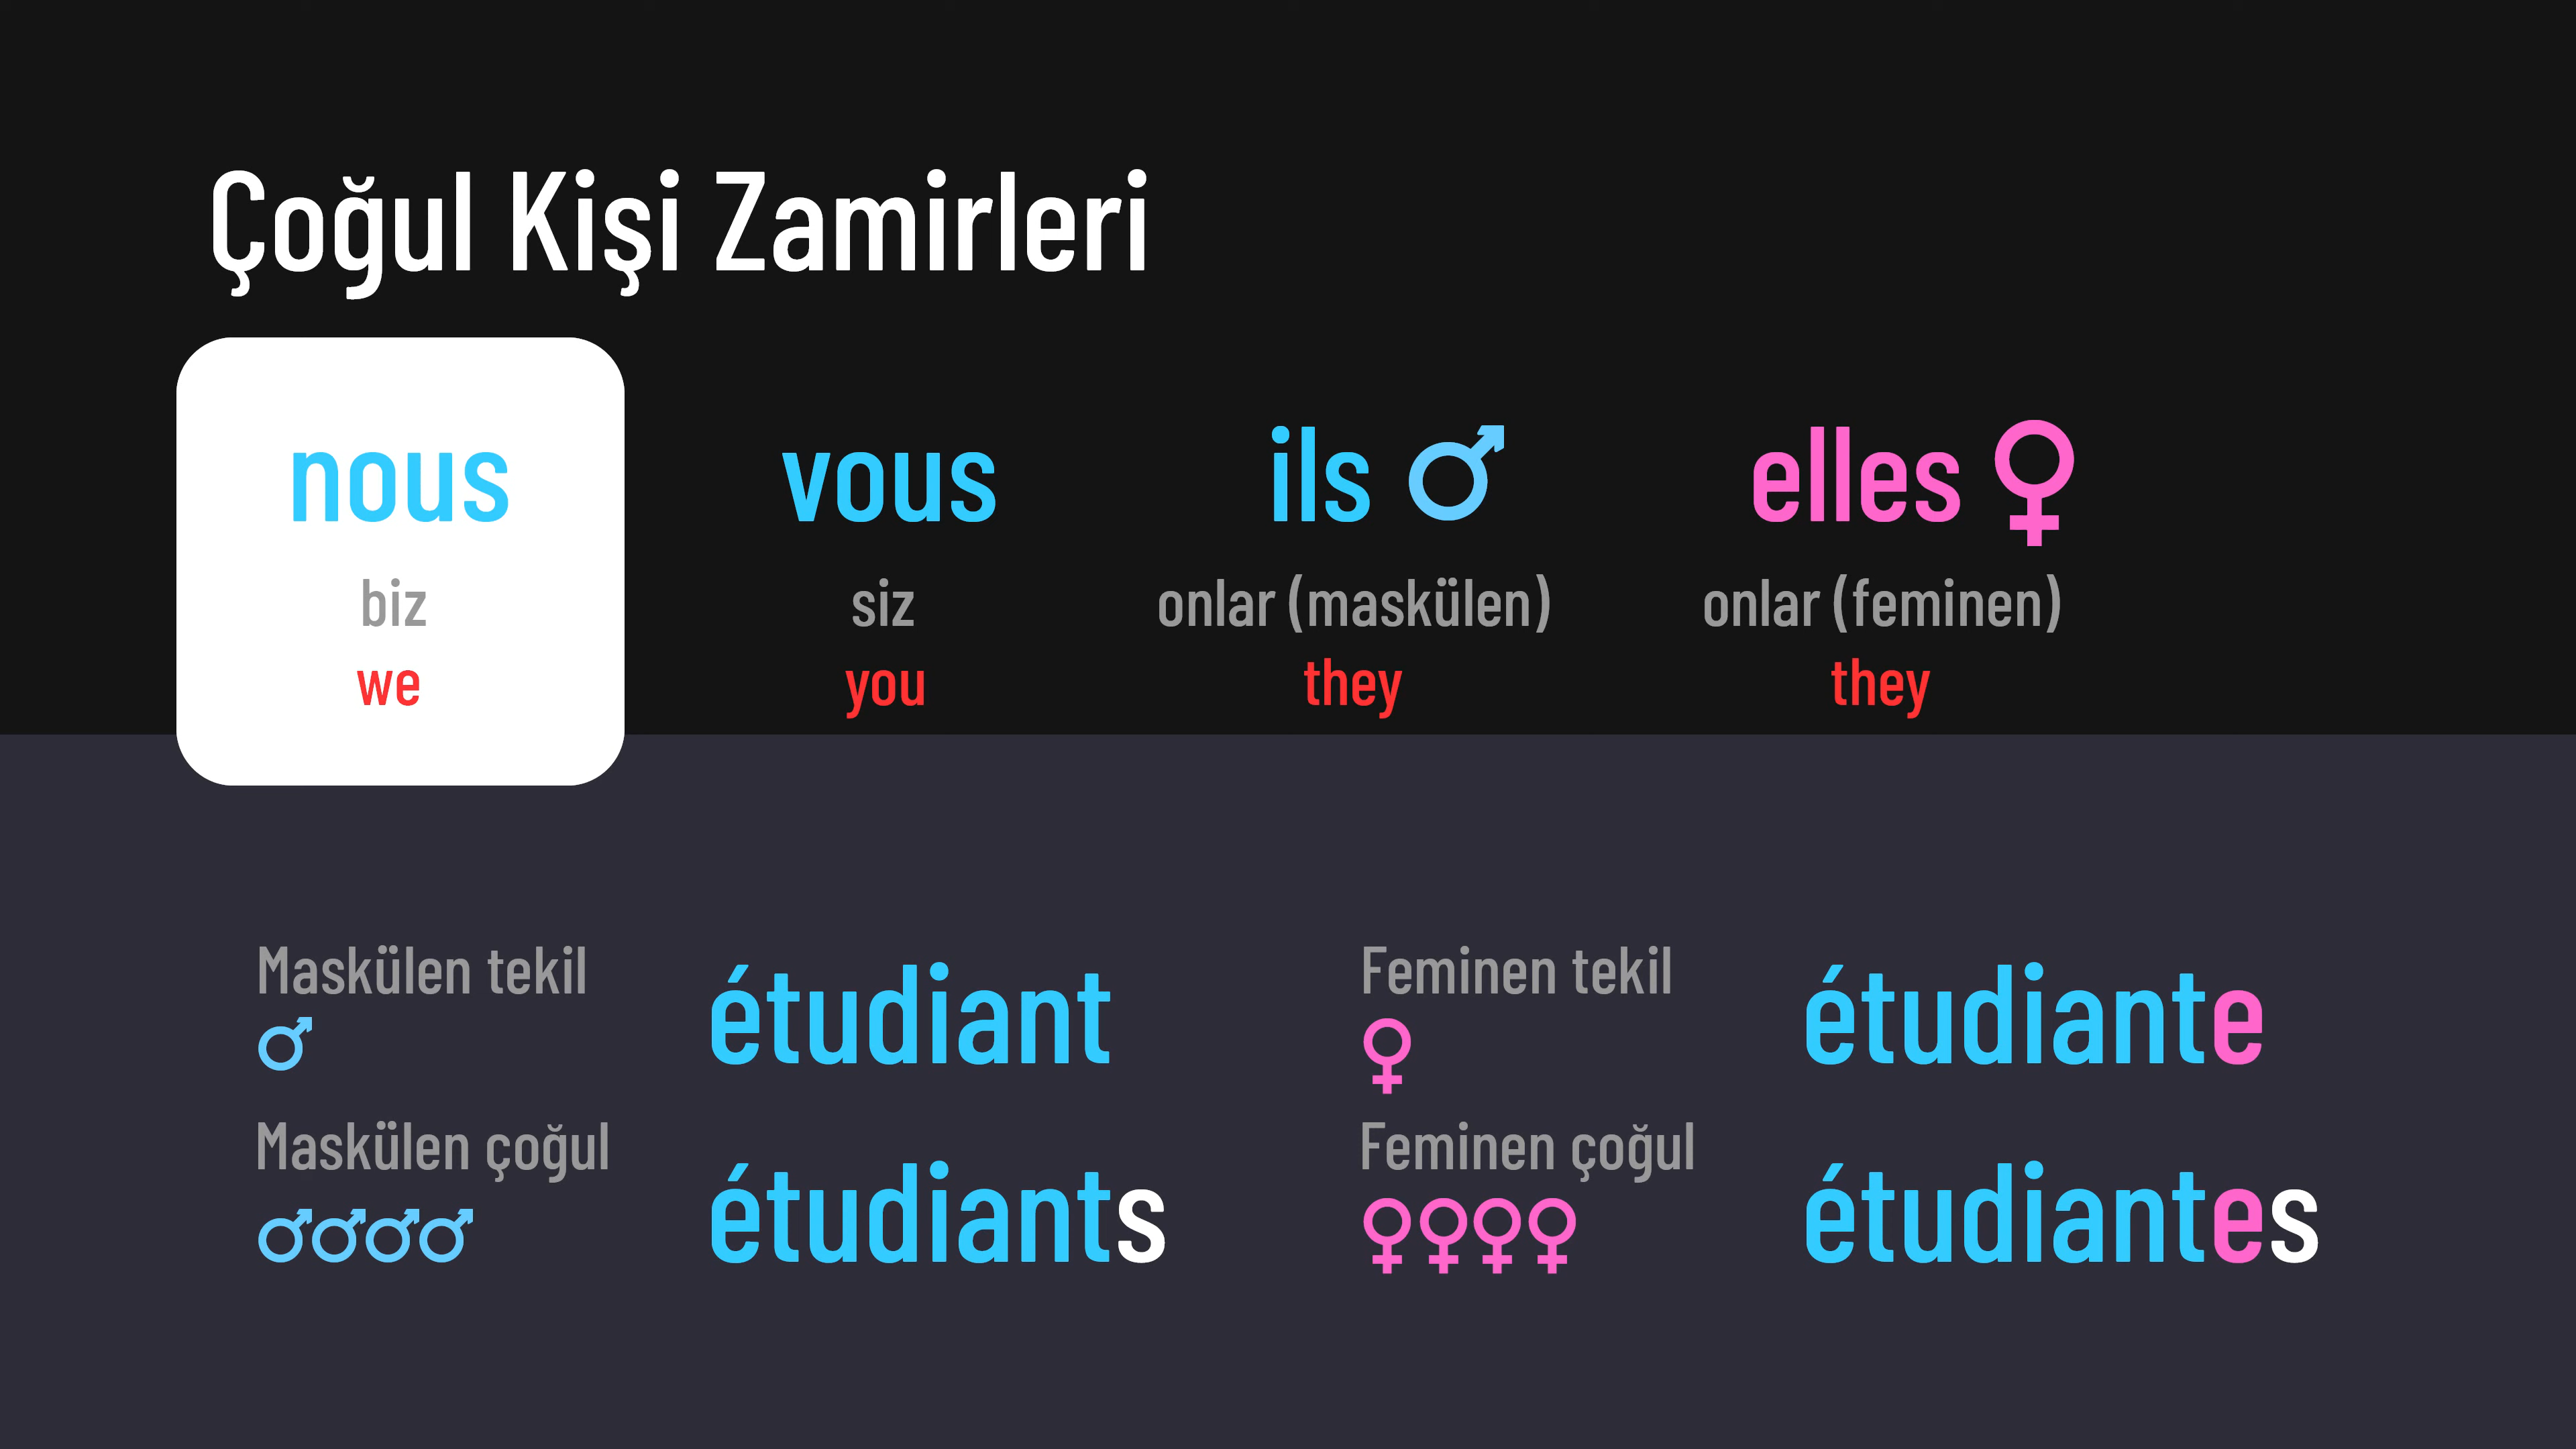 Çoğul Kişi Zamirleri
nous vous ils ♂ elles ♀
biz siz onlar (maskülen) onlar (feminen)
we you they they
Maskülen tekil étudiant Feminen tekil étudiante
♂ ♀
Maskülen çoğul étudiants Feminen çoğul étudiantes
♂♂♂♂ ♀♀♀♀